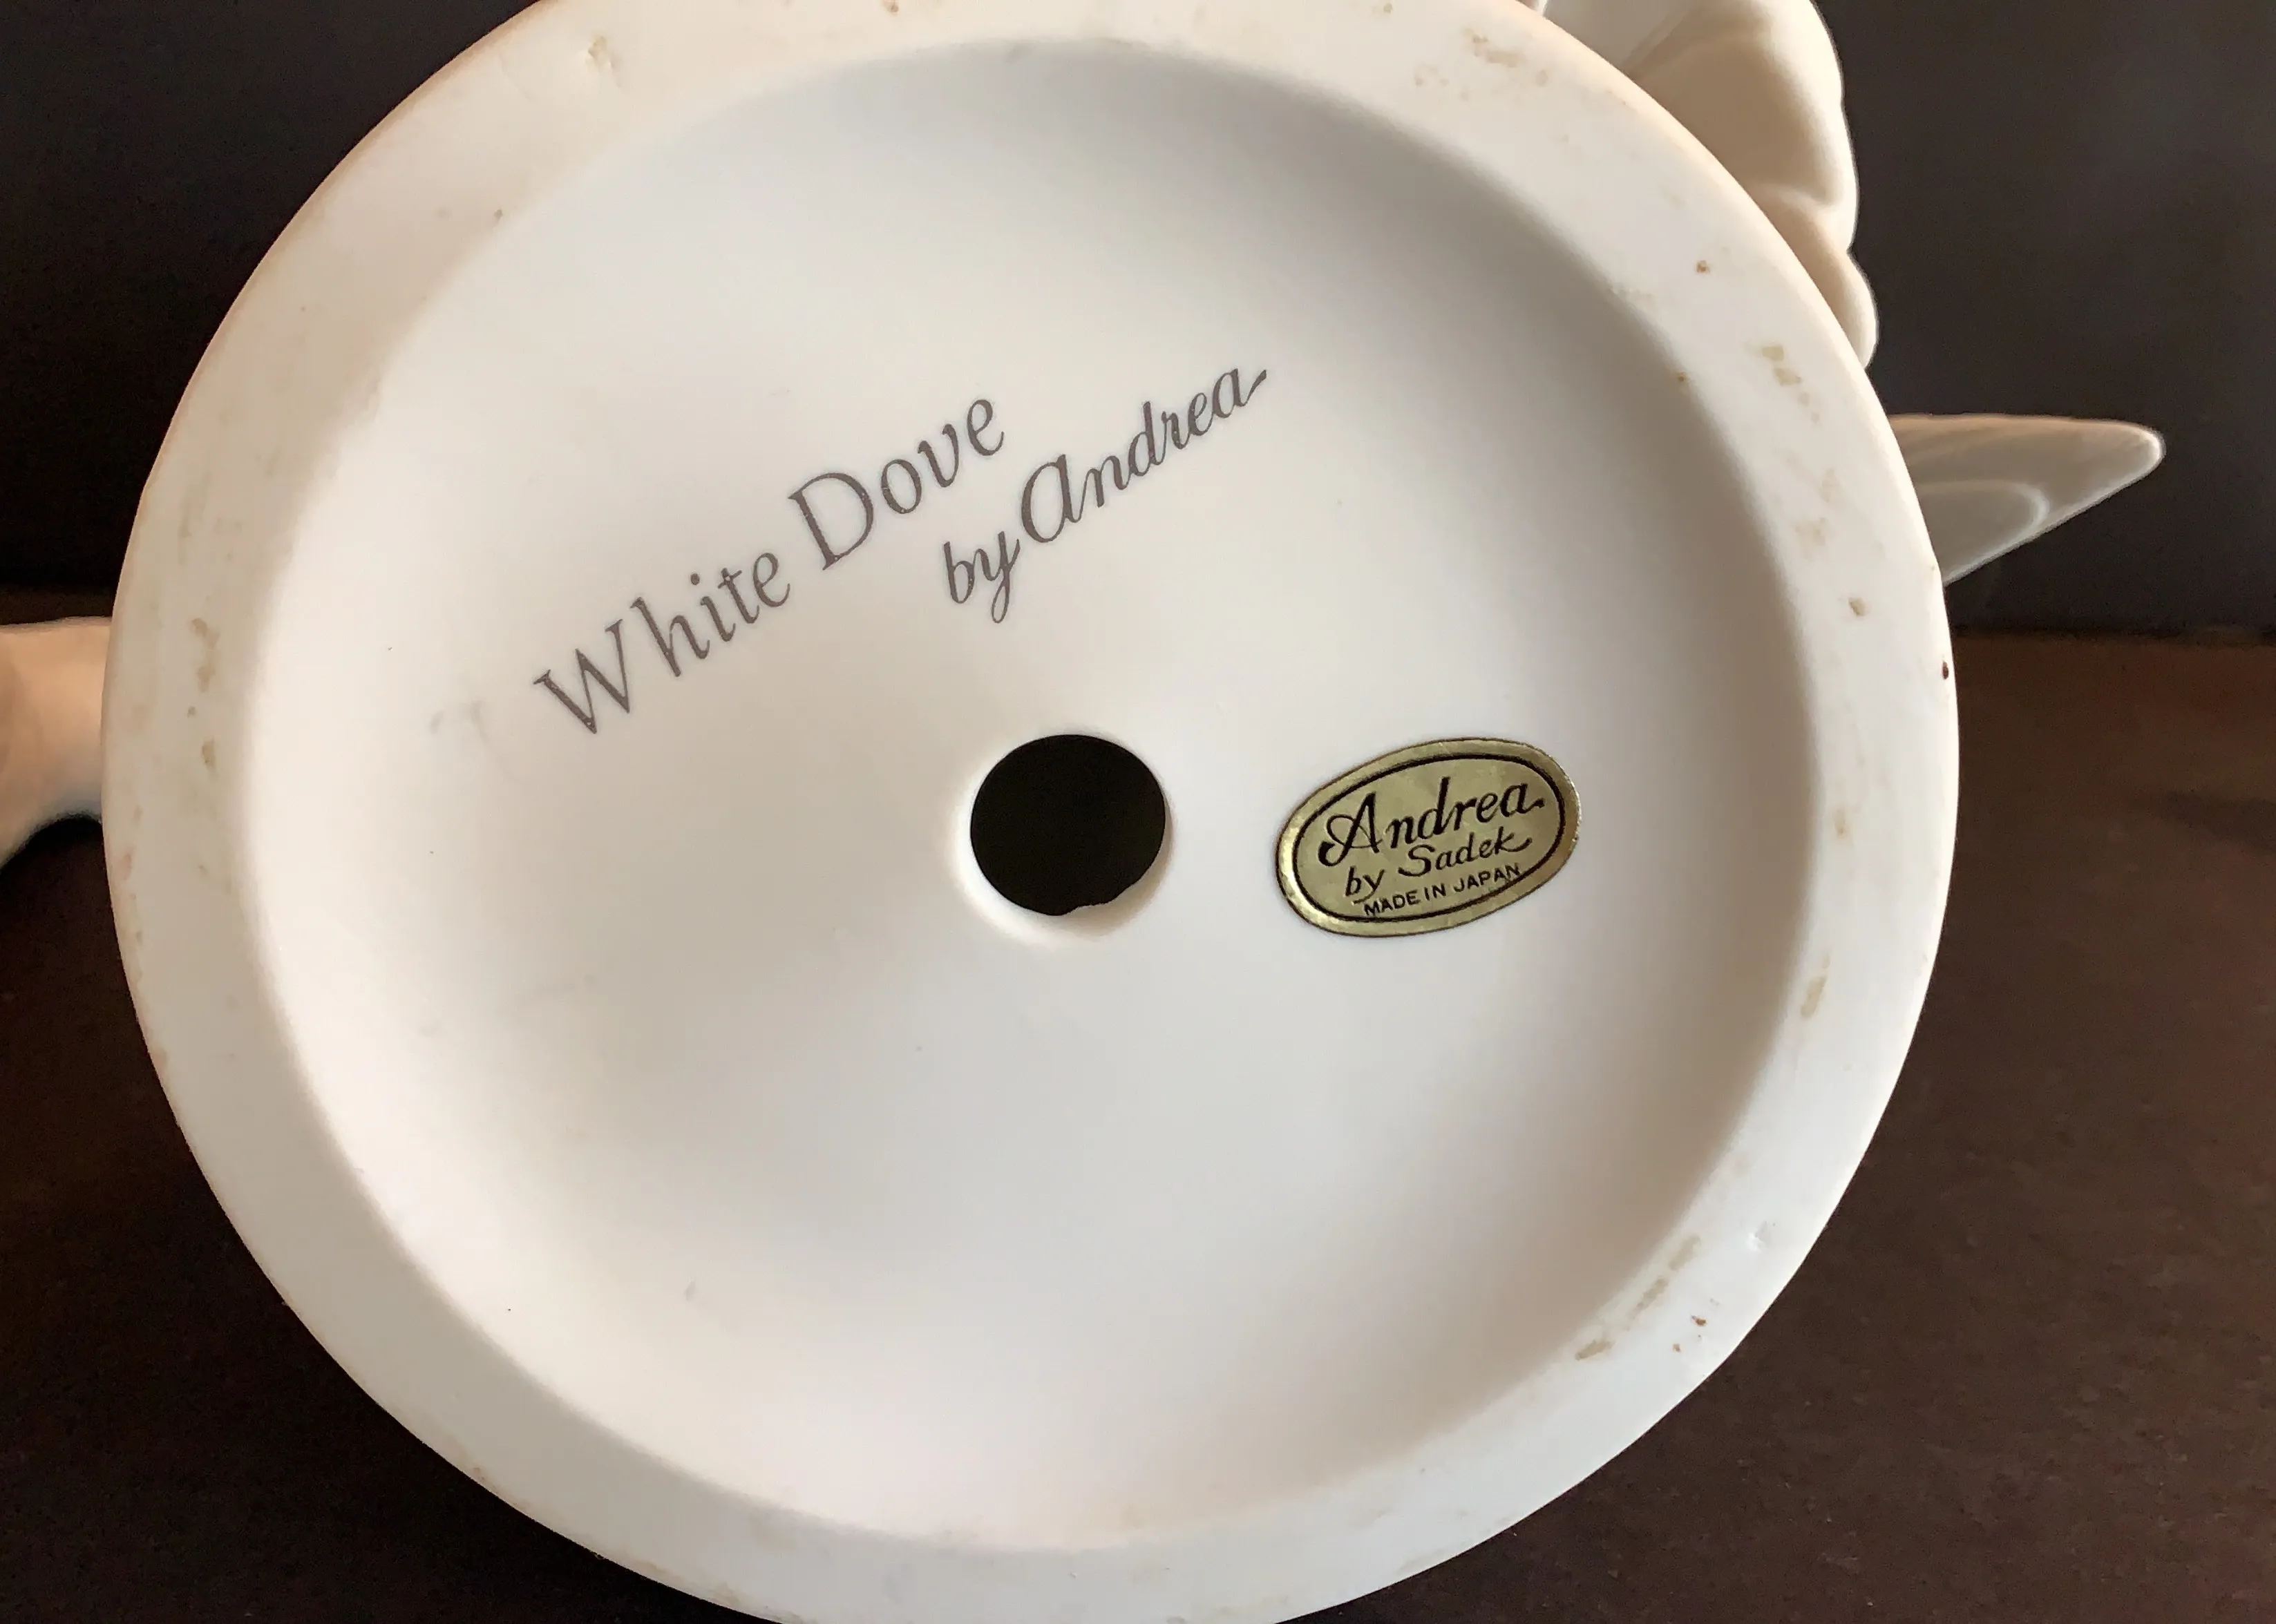 White Dove
by Andrea
Andrea
by Sadek
MADE IN JAPAN